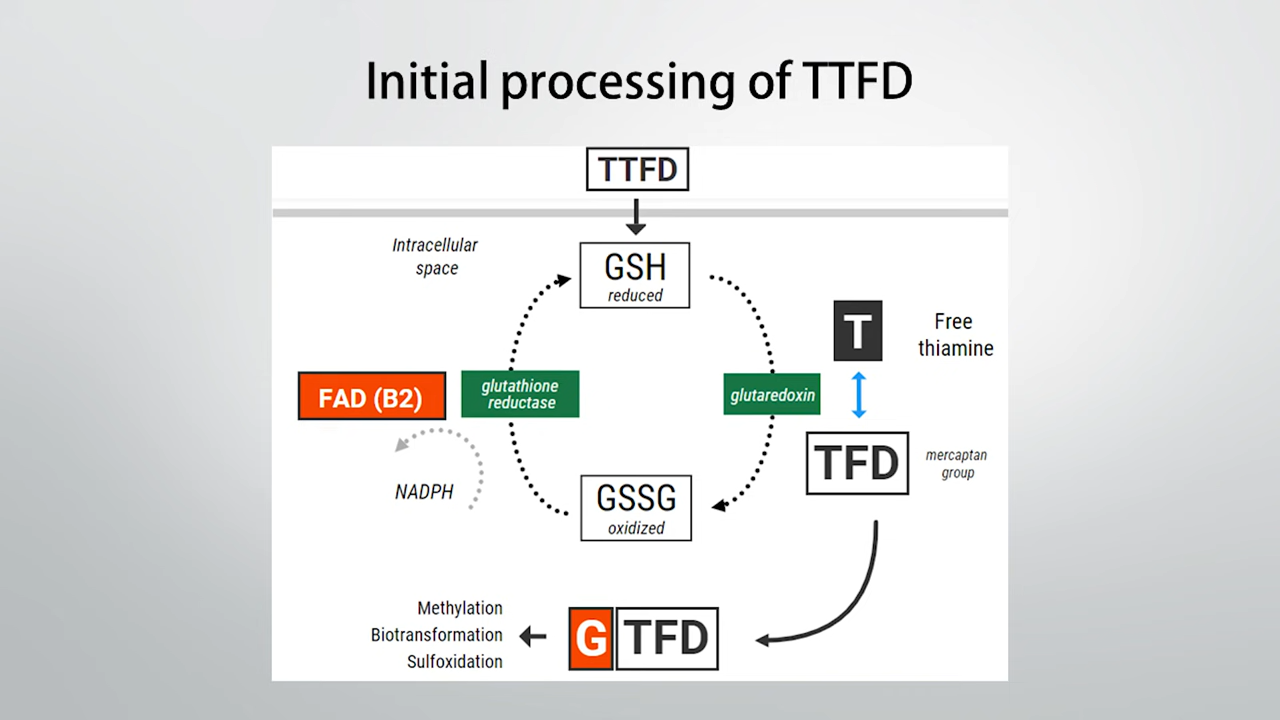 Initial processing of TTFD
TTFD
Intracellular
space
GSH
reduced
T
Free
thiamine
FAD (B2)
glutathione
reductase
glutaredoxin
TFD
mercaptan
group
NADPH
GSSG
oxidized
Methylation
Biotransformation
Sulfoxidation
G TFD